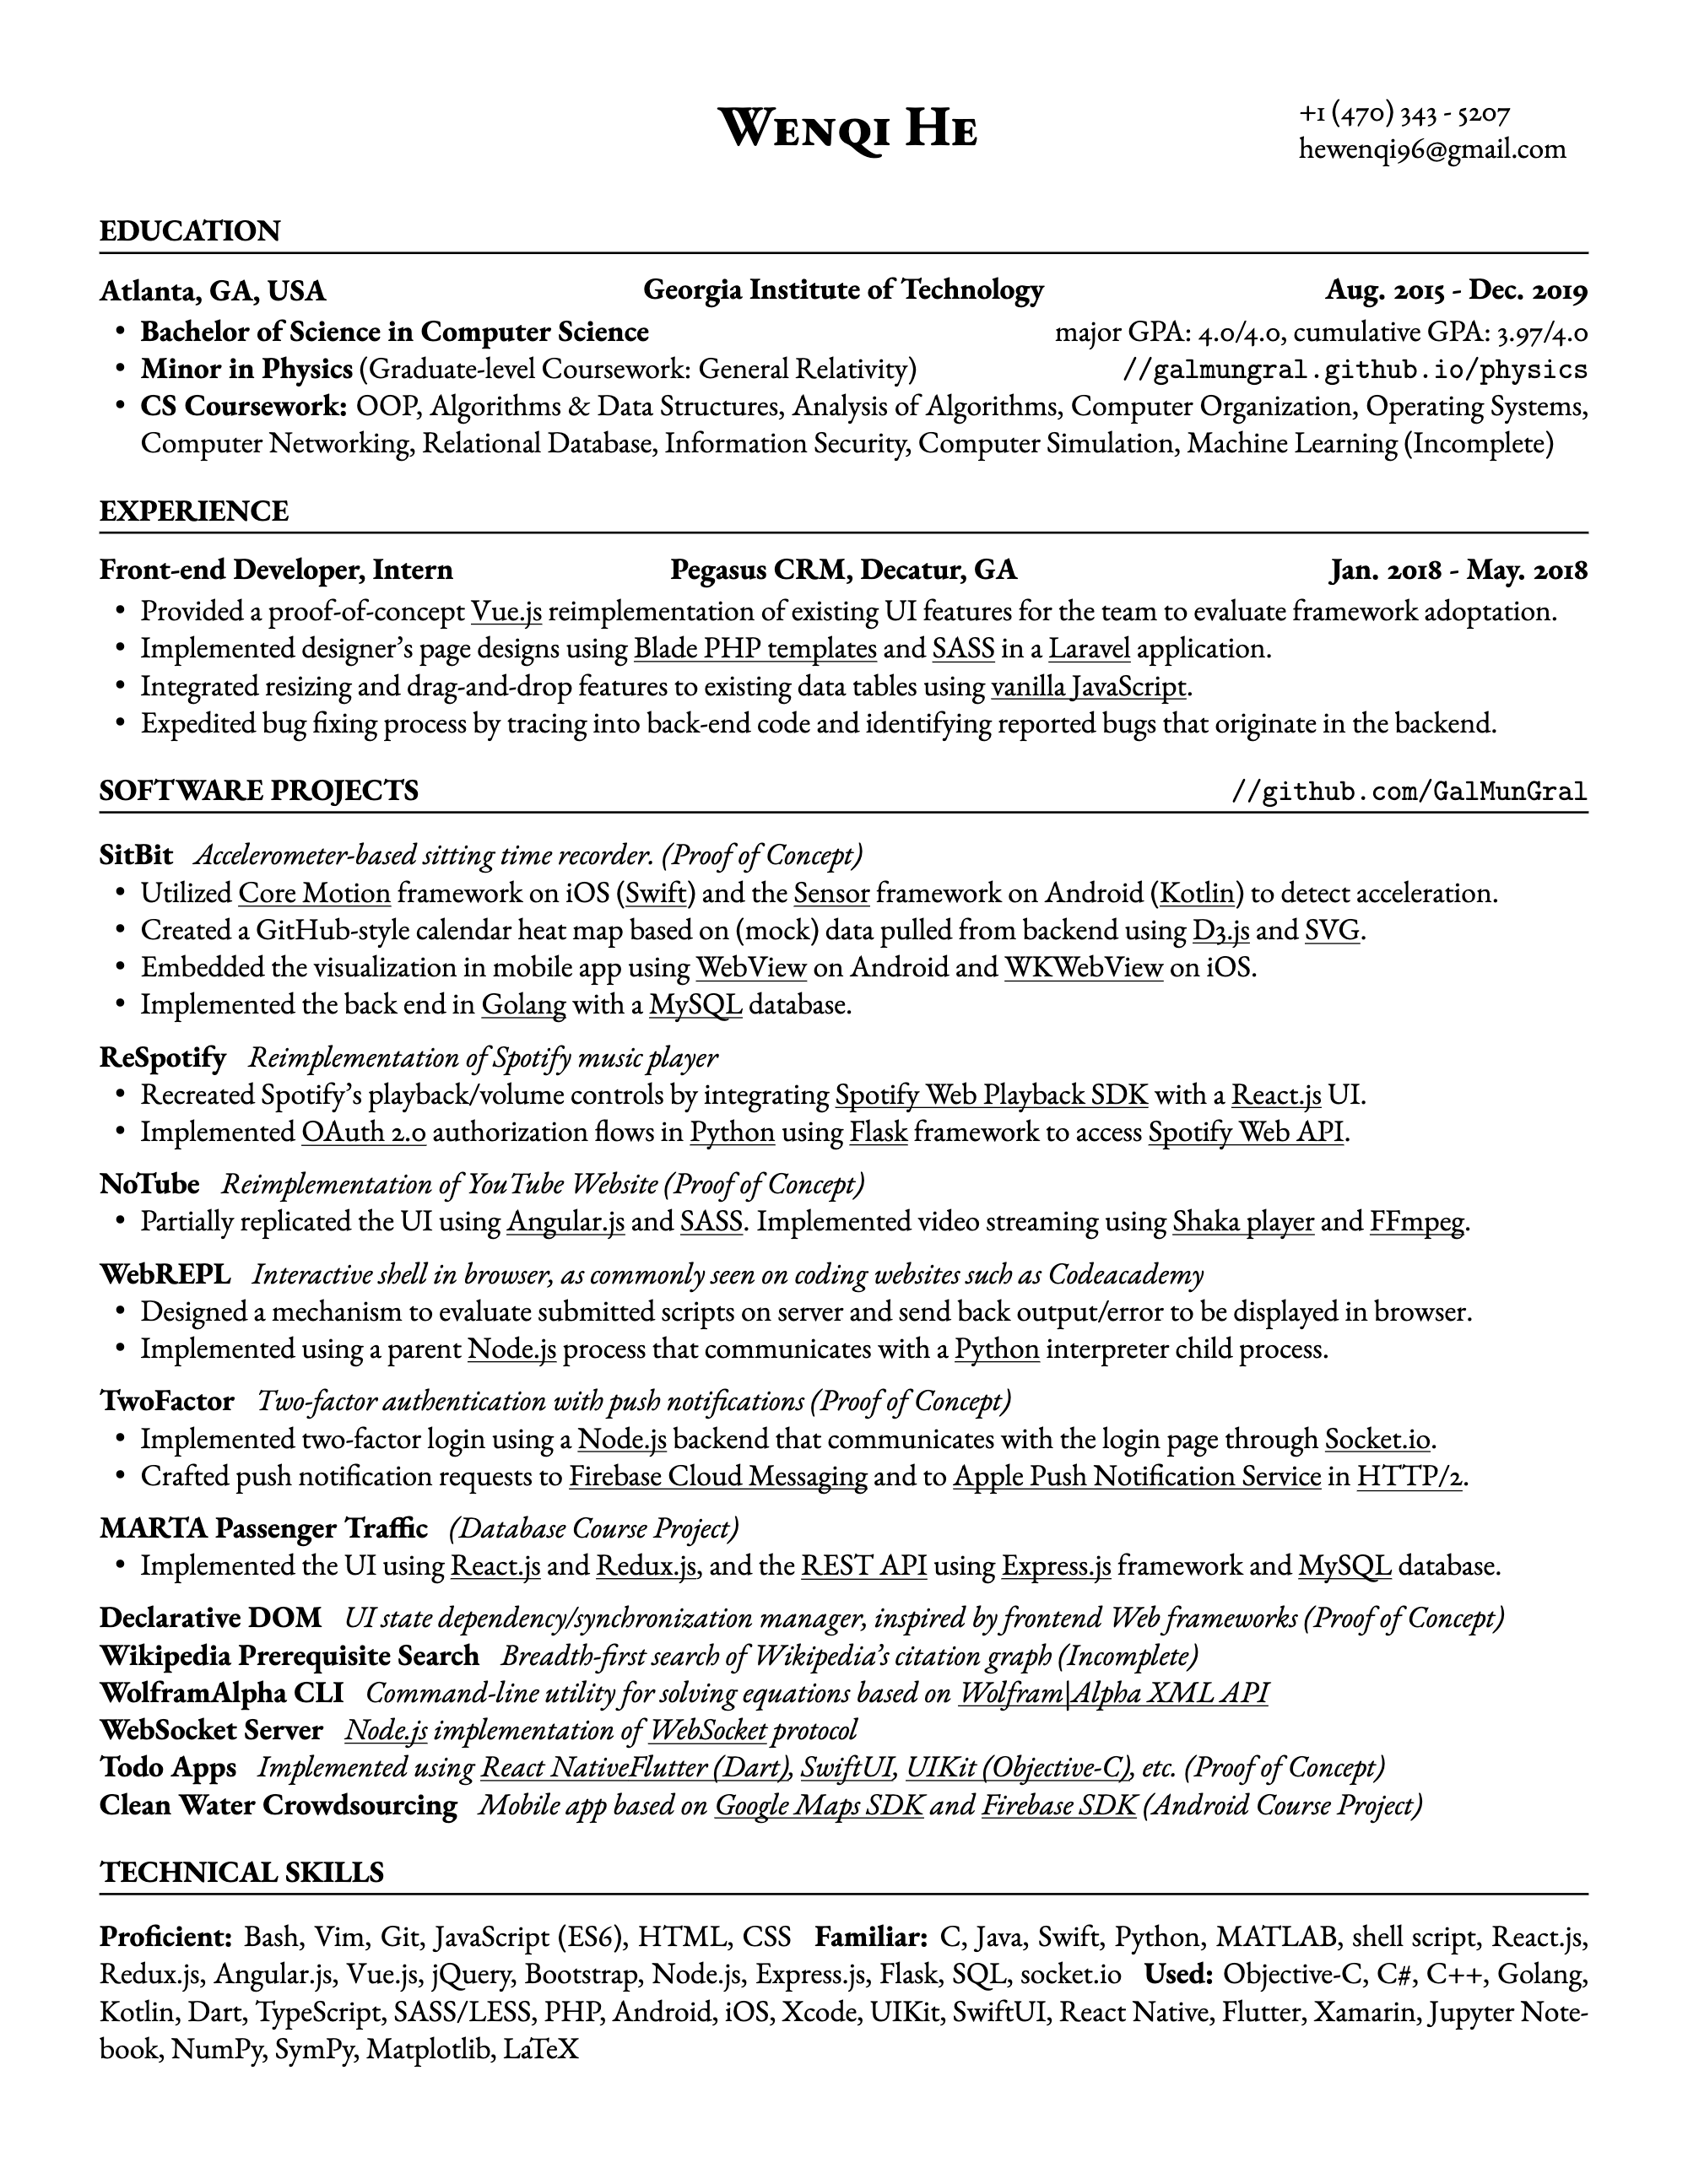 Wenqi He
+1 (470) 343 - 5207
hewenqi96@gmail.com
EDUCATION
Atlanta, GA, USA Georgia Institute of Technology Aug. 2015 - Dec. 2019
• Bachelor of Science in Computer Science major GPA: 4.0/4.0, cumulative GPA: 3.97/4.0
• Minor in Physics (Graduate-level Coursework: General Relativity) //galmungral.github.io/physics
• CS Coursework: OOP, Algorithms & Data Structures, Analysis of Algorithms, Computer Organization, Operating Systems,
Computer Networking, Relational Database, Information Security, Computer Simulation, Machine Learning (Incomplete)
EXPERIENCE
Front-end Developer, Intern Pegasus CRM, Decatur, GA Jan. 2018 - May. 2018
• Provided a proof-of-concept Vue.js reimplementation of existing UI features for the team to evaluate framework adoption.
• Implemented designer's page designs using Blade PHP templates and SASS in a Laravel application.
• Integrated resizing and drag-and-drop features to existing data tables using vanilla JavaScript.
• Expedited bug fixing process by tracing into back-end code and identifying reported bugs that originate in the backend.
SOFTWARE PROJECTS //github.com/GalMunGral
SitBit Accelerometer-based sitting time recorder. (Proof of Concept)
• Utilized Core Motion framework on iOS (Swift) and the Sensor framework on Android (Kotlin) to detect acceleration.
• Created a GitHub-style calendar heat map based on (mock) data pulled from backend using D3.js and SVG.
• Embedded the visualization in mobile app using WebView on Android and WKWebView on iOS.
• Implemented the back end in Golang with a MySQL database.
ReSpotify Reimplementation of Spotify music player
• Recreated Spotify's playback/volume controls by integrating Spotify Web Playback SDK with a React.js UI.
• Implemented OAuth 2.0 authorization flows in Python using Flask framework to access Spotify Web API.
NoTube Reimplementation of YouTube Website (Proof of Concept)
• Partially replicated the UI using Angular.js and SASS. Implemented video streaming using Shaka player and FFmpeg.
WebREPL Interactive shell in browser, as commonly seen on coding websites such as Codeacademy
• Designed a mechanism to evaluate submitted scripts on server and send back output/error to be displayed in browser.
• Implemented using a parent Node.js process that communicates with a Python interpreter child process.
TwoFactor Two-factor authentication with push notifications (Proof of Concept)
• Implemented two-factor login using a Node.js backend that communicates with the login page through Socket.io.
• Crafted push notification requests to Firebase Cloud Messaging and to Apple Push Notification Service in HTTP/2.
MARTA Passenger Traffic (Database Course Project)
• Implemented the UI using React.js and Redux.js, and the REST API using Express.js framework and MySQL database.
Declarative DOM UI state dependency/synchronization manager, inspired by frontend Web frameworks (Proof of Concept)
Wikipedia Prerequisite Search Breadth-first search of Wikipedia's citation graph (Incomplete)
WolframAlpha CLI Command-line utility for solving equations based on Wolfram|Alpha XML API
WebSocket Server Node.js implementation of WebSocket protocol
Todo Apps Implemented using React NativeFlutter (Dart), SwiftUI, UIKit (Objective-C), etc. (Proof of Concept)
Clean Water Crowdsourcing Mobile app based on Google Maps SDK and Firebase SDK (Android Course Project)
TECHNICAL SKILLS
Proficient: Bash, Vim, Git, JavaScript (ES6), HTML, CSS Familiar: C, Java, Swift, Python, MATLAB, shell script, React.js,
Redux.js, Angular.js, Vue.js, jQuery, Bootstrap, Node.js, Express.js, Flask, SQL, socket.io Used: Objective-C, C#, C++, Golang,
Kotlin, Dart, TypeScript, SASS/LESS, PHP, Android, iOS, Xcode, UIKit, SwiftUI, React Native, Flutter, Xamarin, Jupyter Note-
book, NumPy, SymPy, Matplotlib, LaTeX